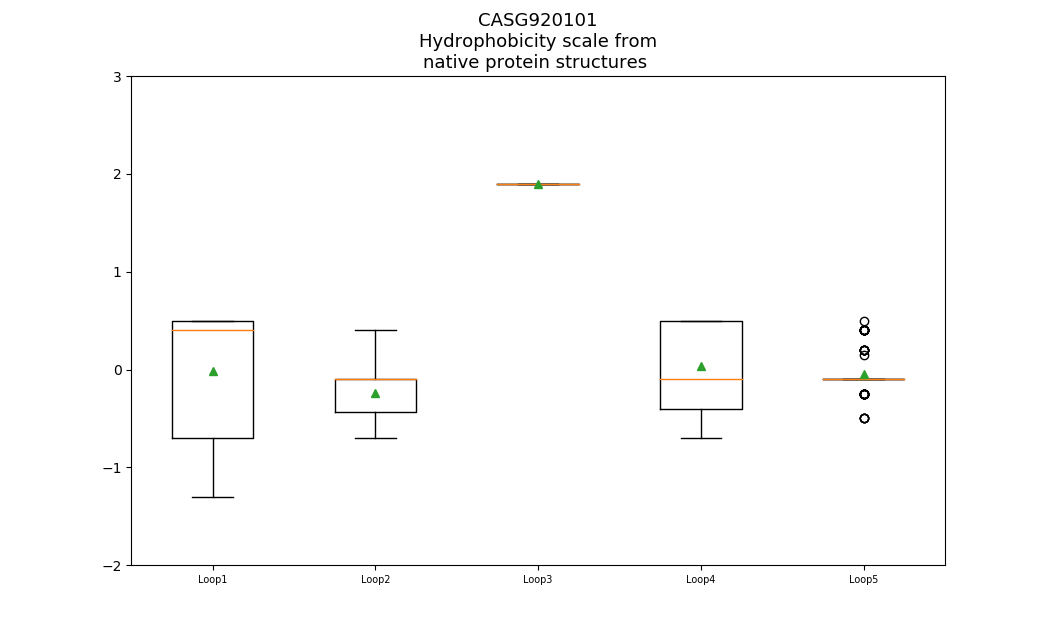 CASG920101
Hydrophobicity scale from
native protein structures
3
2
1
0
−1
−2
Loop1
Loop2
Loop3
Loop4
Loop5